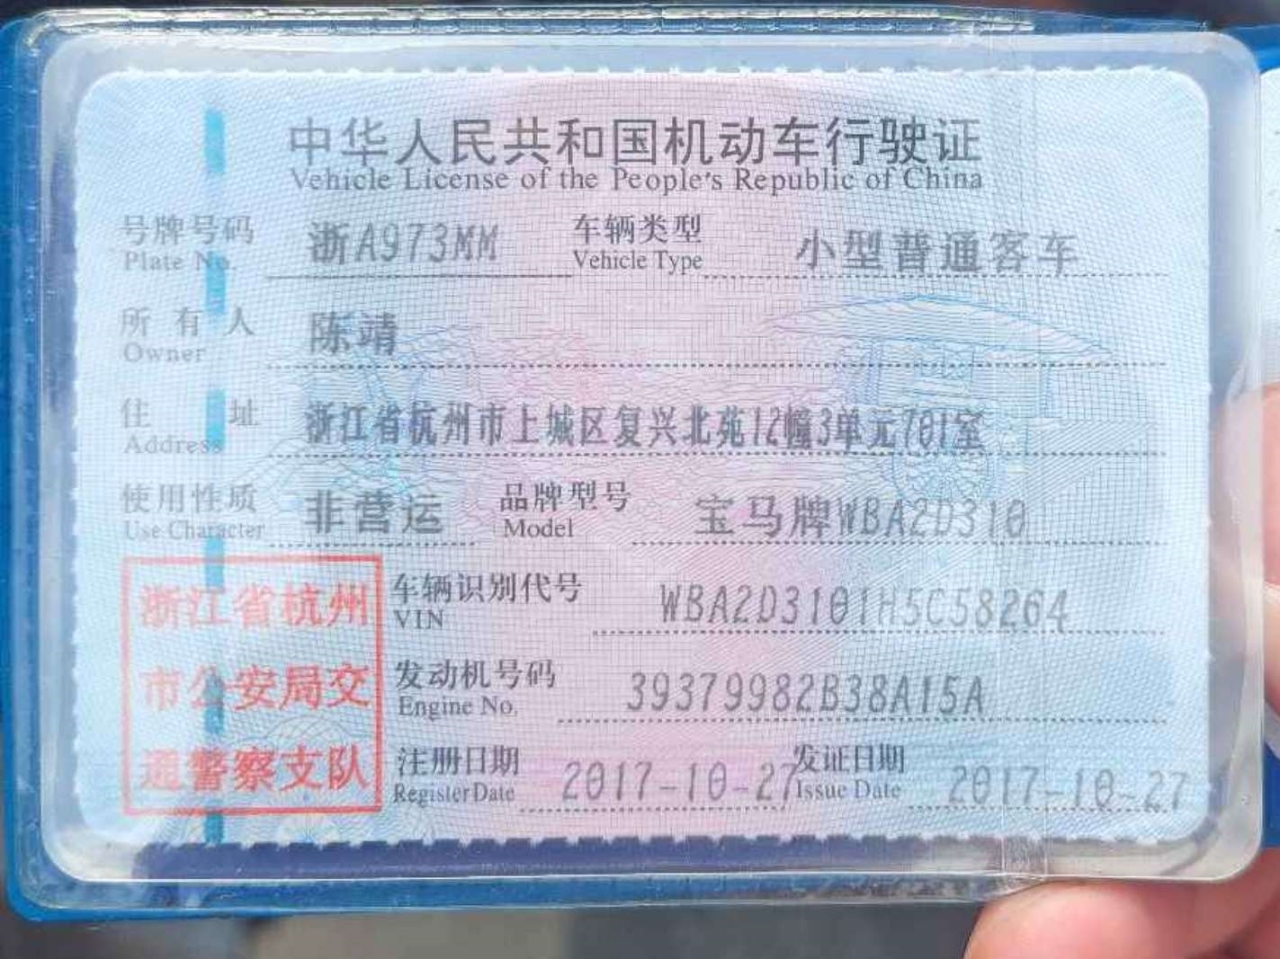 中华人民共和国机动车行驶证
Vehicle License of the People's Republic of China
号牌号码 浙A973MM 车辆类型 小型普通客车
Plate No. Vehicle Type
所有人 陈靖
Owner
住址 浙江省杭州市上城区复兴北苑12幢3单元701室
Address
使用性质 非营运 品牌型号 宝马牌WBA2D310
Use Character Model
浙江省杭州
市公安局交
通警察支队
车辆识别代号 WBA2D3101H5C58264
VIN
发动机号码 39379982B38A15A
Engine No.
注册日期 2017-10-27 发证日期 2017-10-27
RegisterDate Issue Date